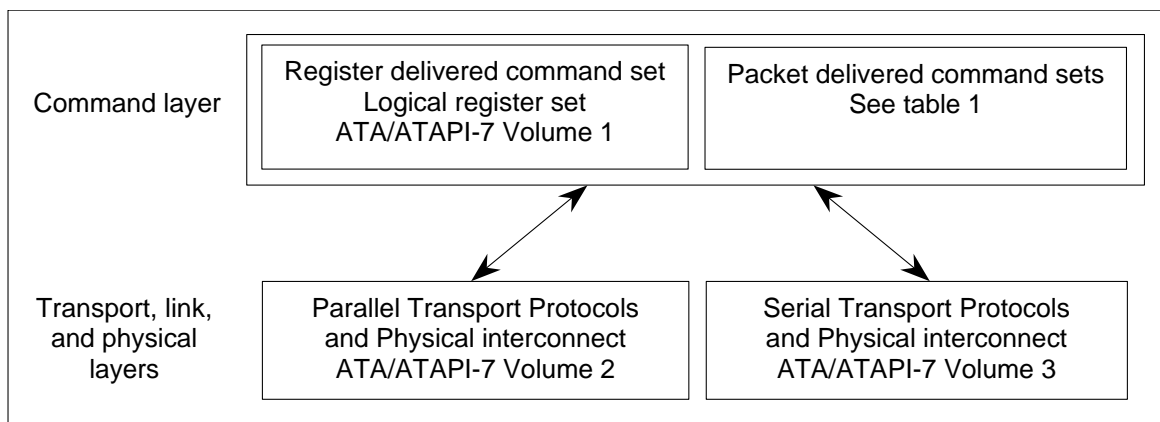 Command layer
Register delivered command set
Logical register set
ATA/ATAPI-7 Volume 1
Packet delivered command sets
See table 1
Transport, link,
and physical
layers
Parallel Transport Protocols
and Physical interconnect
ATA/ATAPI-7 Volume 2
Serial Transport Protocols
and Physical interconnect
ATA/ATAPI-7 Volume 3